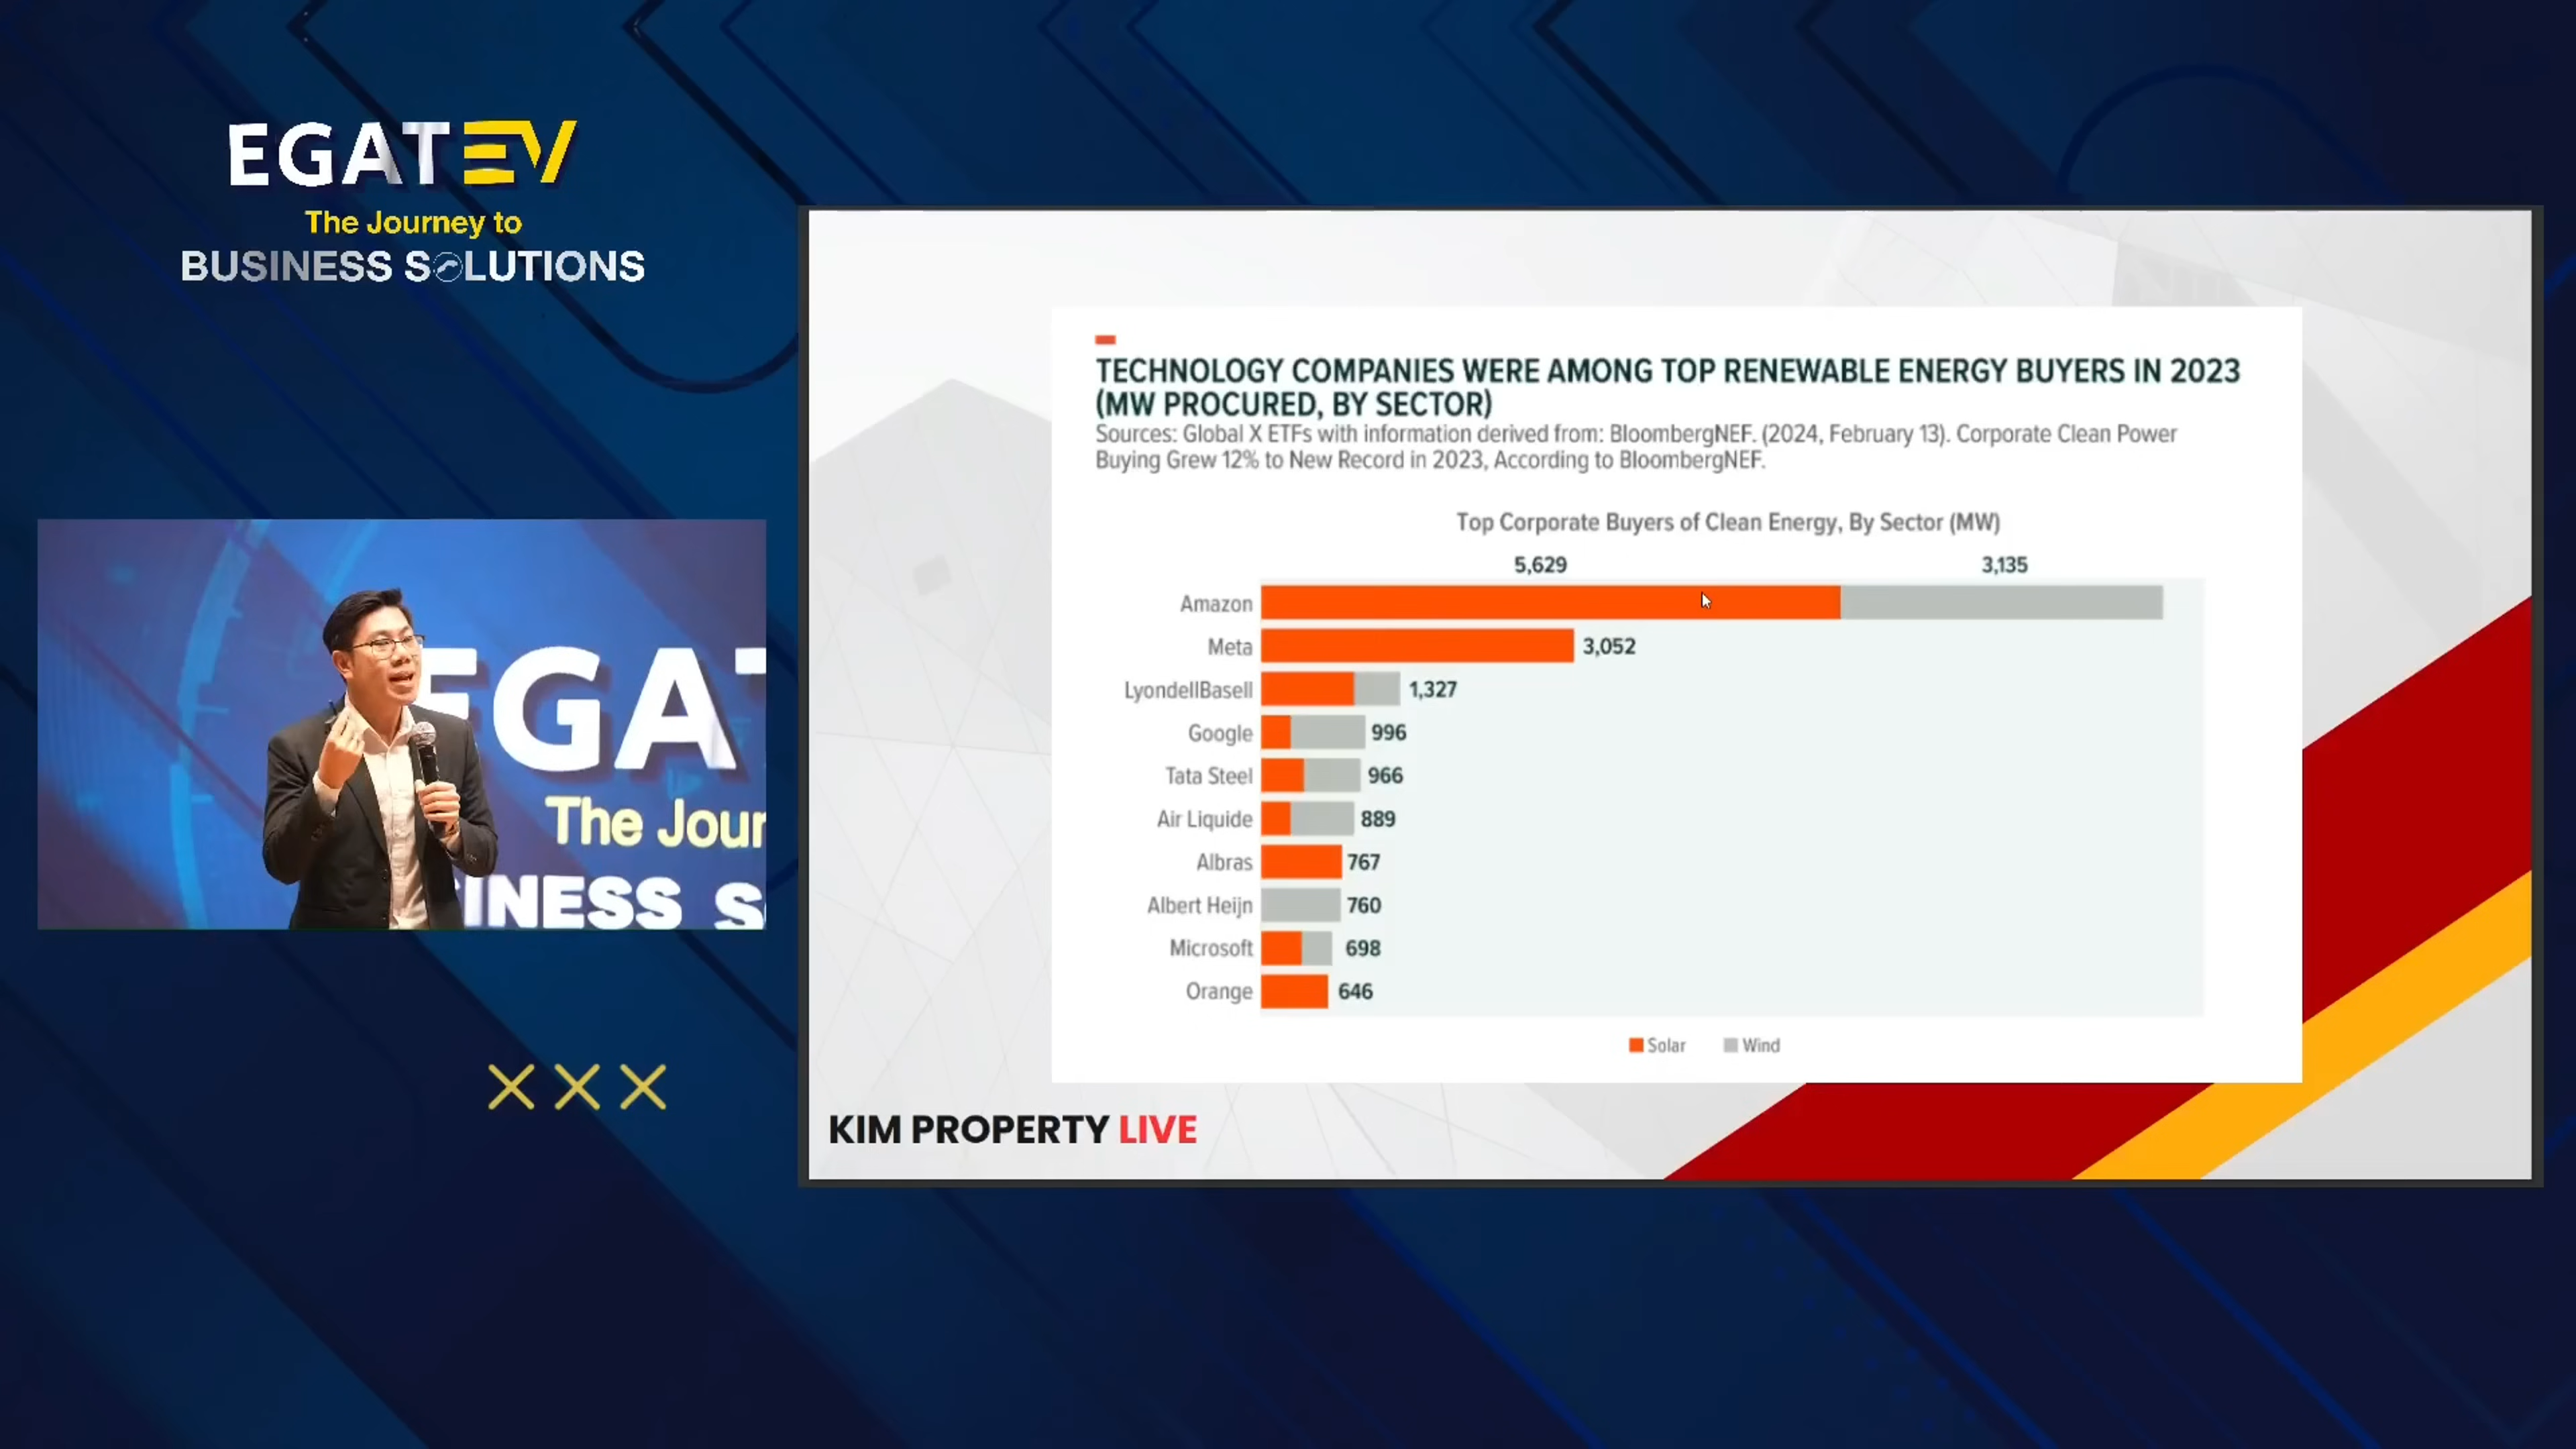 EGATEV
The Journey to
BUSINESS SOLUTIONS
EGAT
The Jour
INESS S
TECHNOLOGY COMPANIES WERE AMONG TOP RENEWABLE ENERGY BUYERS IN 2023
(MW PROCURED, BY SECTOR)
Sources: Global X ETFs with information derived from: BloombergNEF. (2024, February 13). Corporate Clean Power
Buying Grew 12% to New Record in 2023, According to BloombergNEF.
Top Corporate Buyers of Clean Energy, By Sector (MW)
5,629 3,135
Amazon
Meta 3,052
LyondellBasell 1,327
Google 996
Tata Steel 966
Air Liquide 889
Albras 767
Albert Heijn 760
Microsoft 698
Orange 646
Solar Wind
KIM PROPERTY LIVE